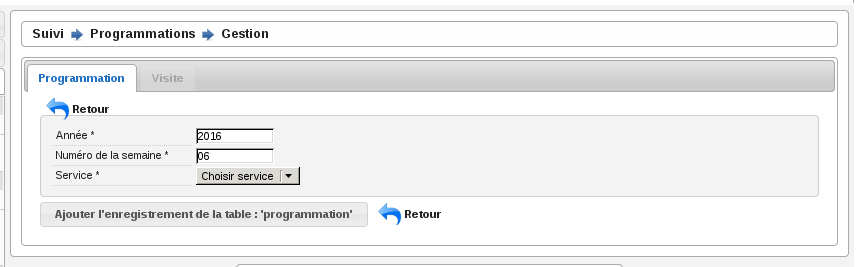 Suivi Programmations Gestion
Programmation Visite
Retour
Année * 2016
Numéro de la semaine * 06
Service * Choisir service
Ajouter l'enregistrement de la table : 'programmation' Retour